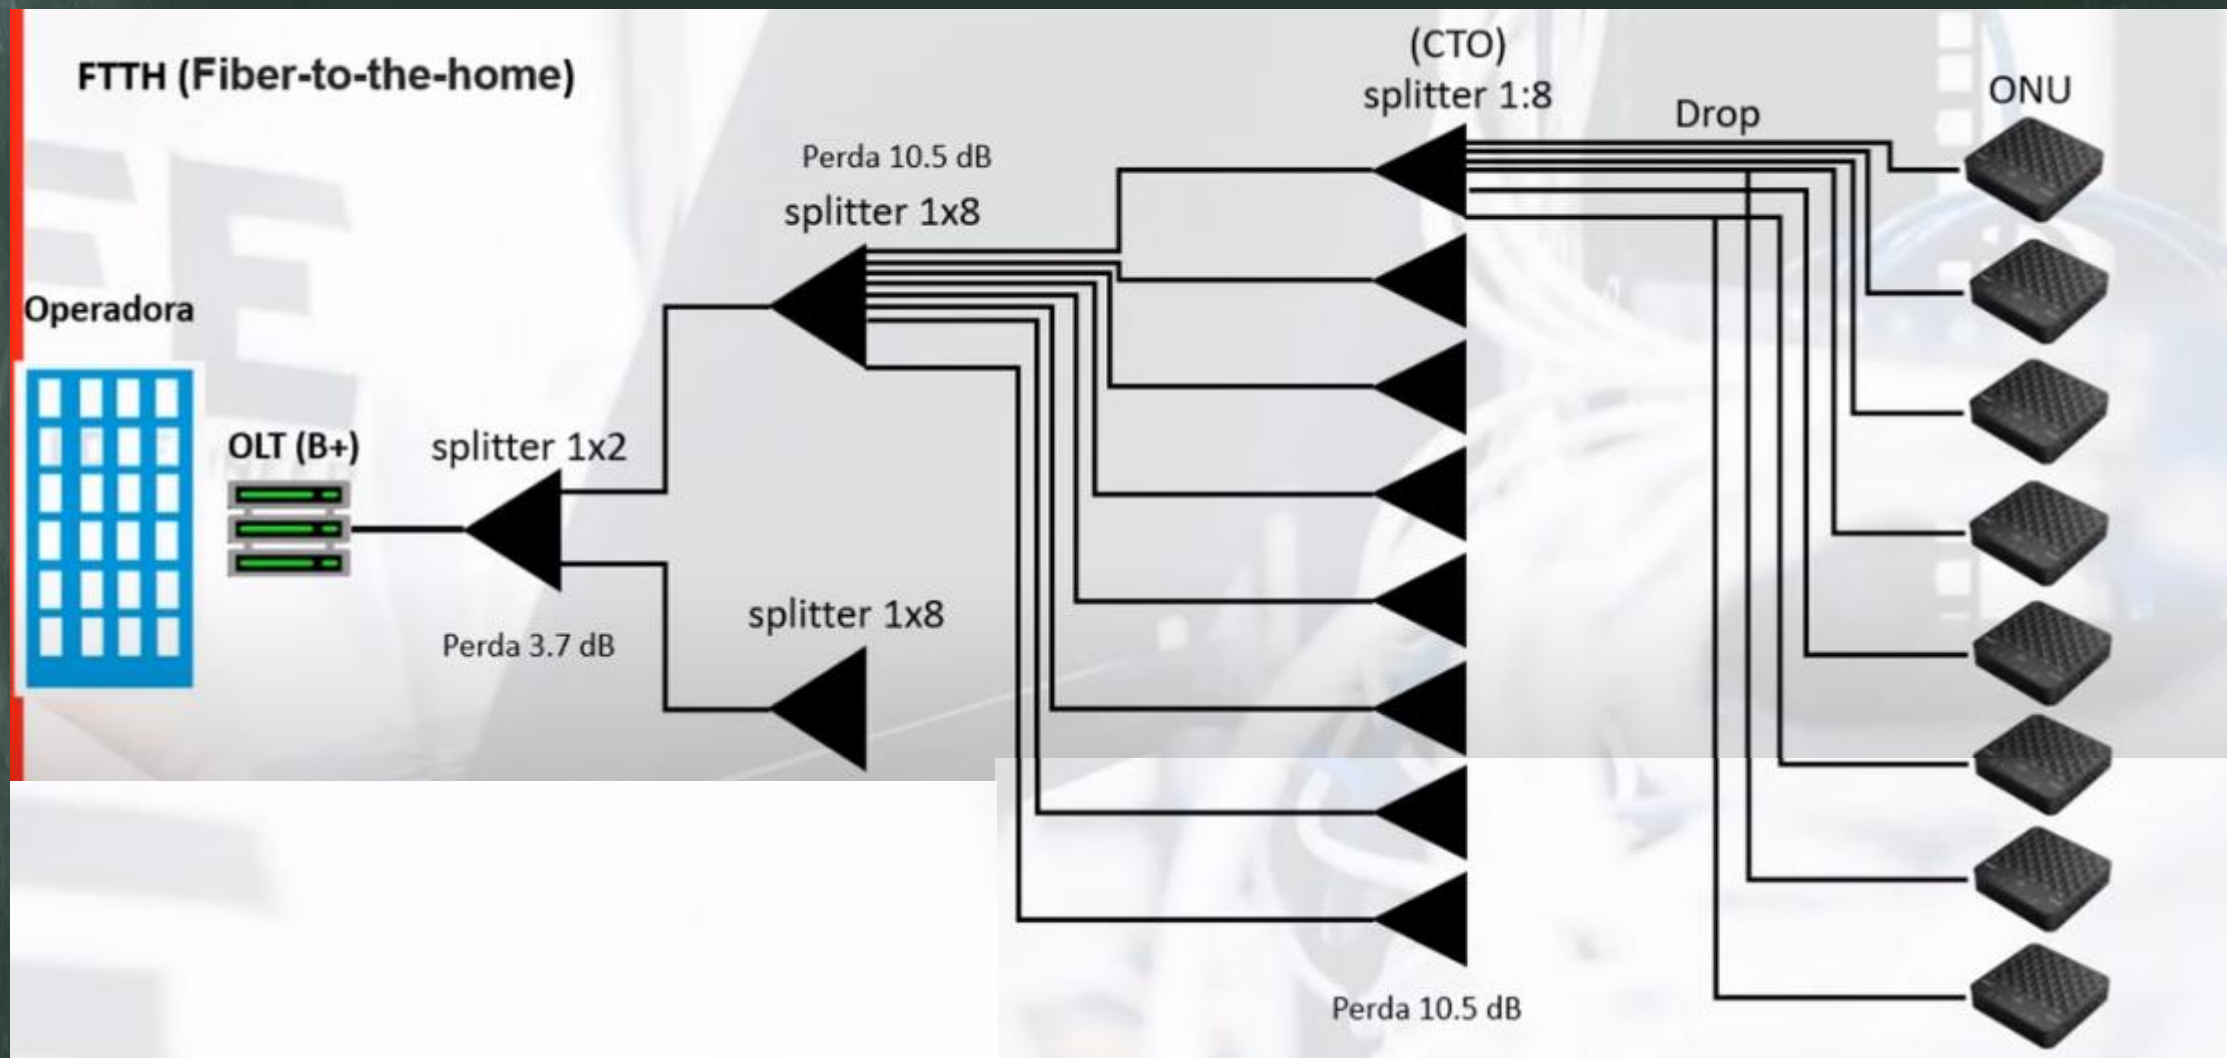 FTTH (Fiber-to-the-home)
(CTO)
splitter 1:8
ONU
Drop
Perda 10.5 dB
splitter 1x8
Operadora
OLT (B+)
splitter 1x2
splitter 1x8
Perda 3.7 dB
Perda 10.5 dB